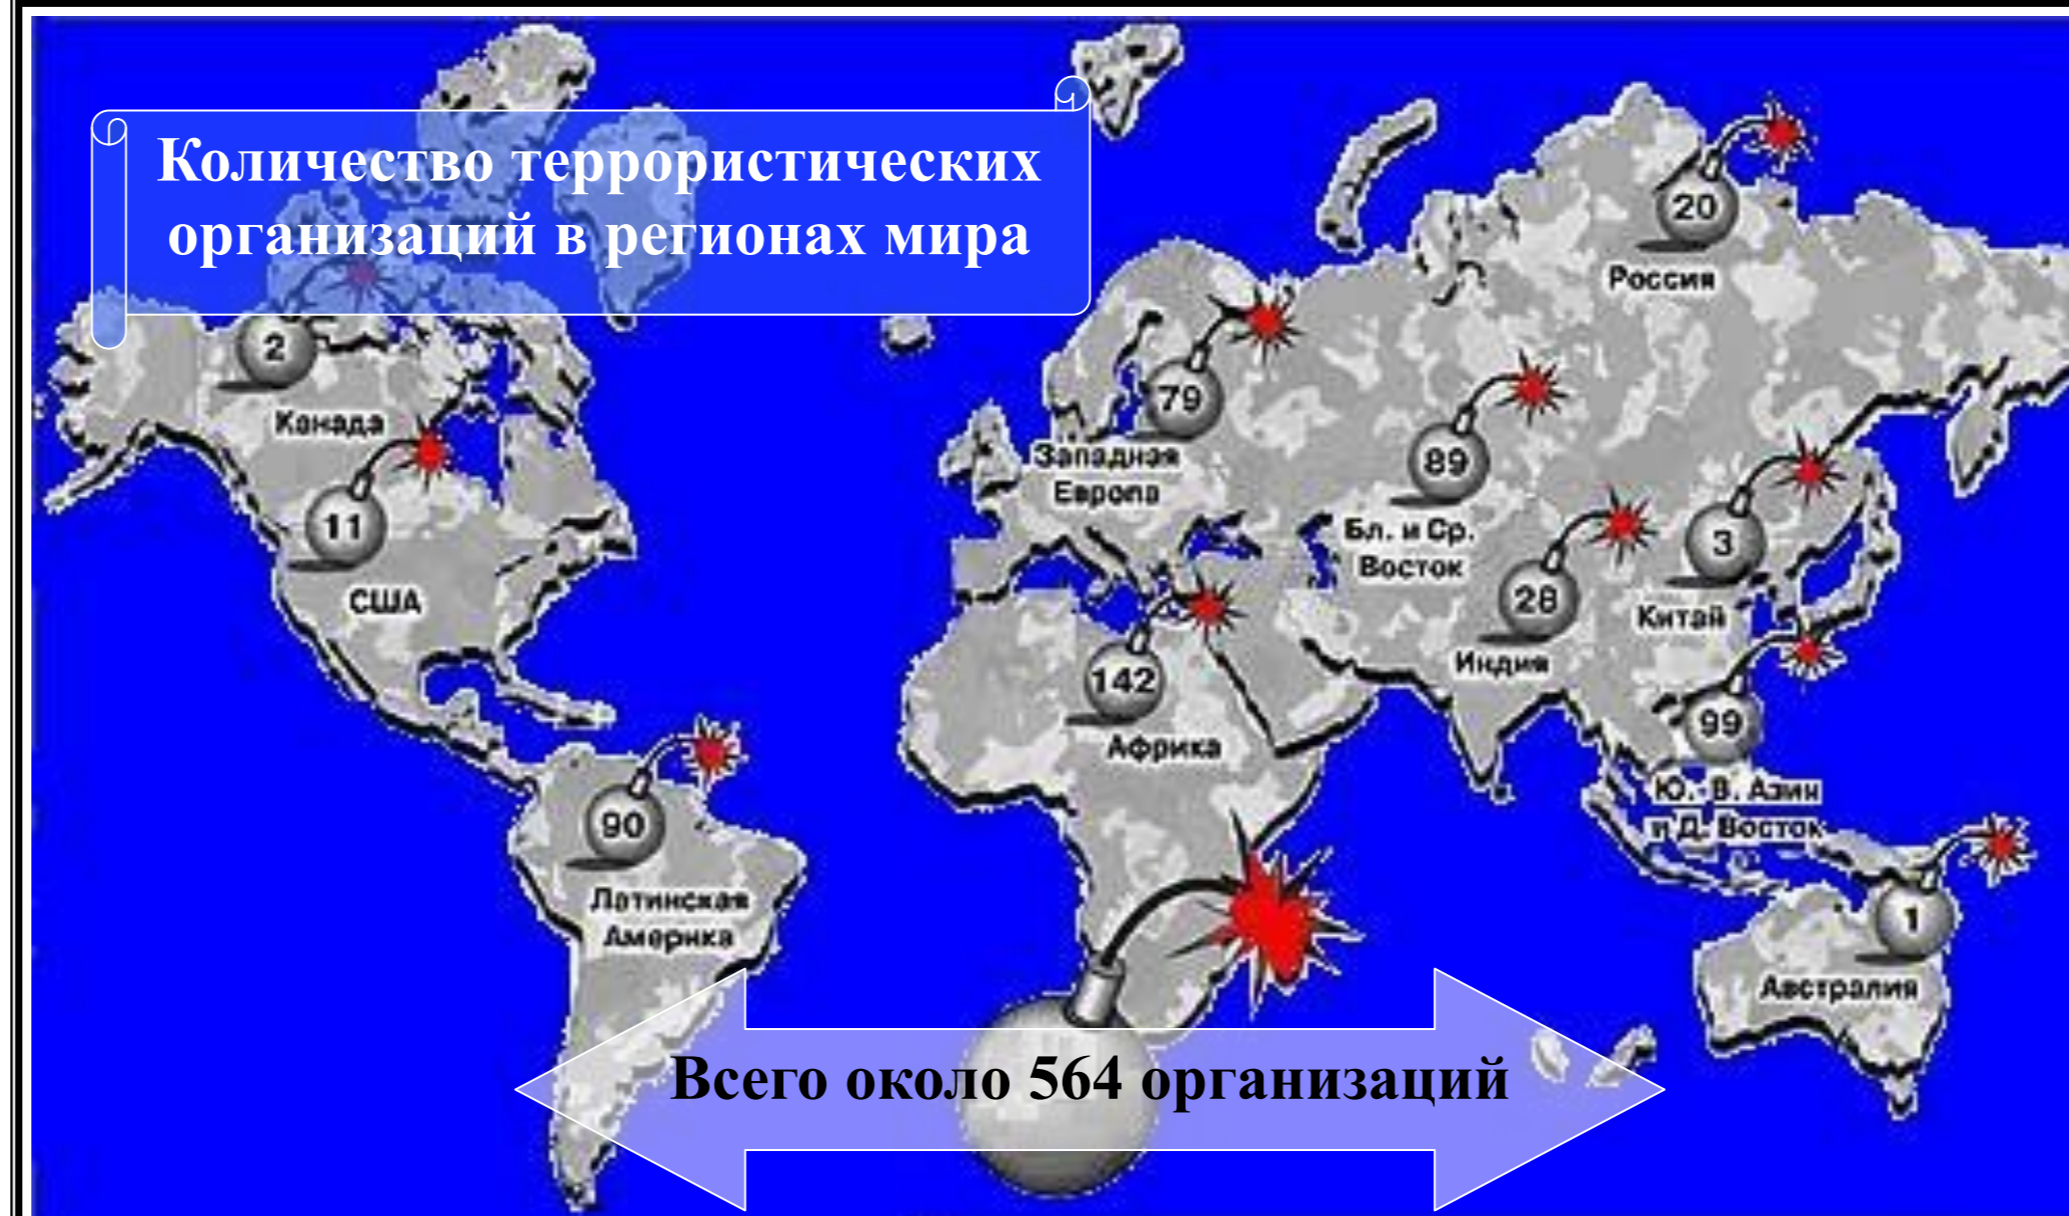 Количество террористических
организаций в регионах мира
20
Россия
2
Канада
79
Западная
Европа
89
Бл. и Ср.
Восток
11
США
3
Китай
28
Индия
142
Африка
99
Ю.-В. Азии
и Д. Восток
90
Латинская
Америка
1
Австралия
Всего около 564 организаций